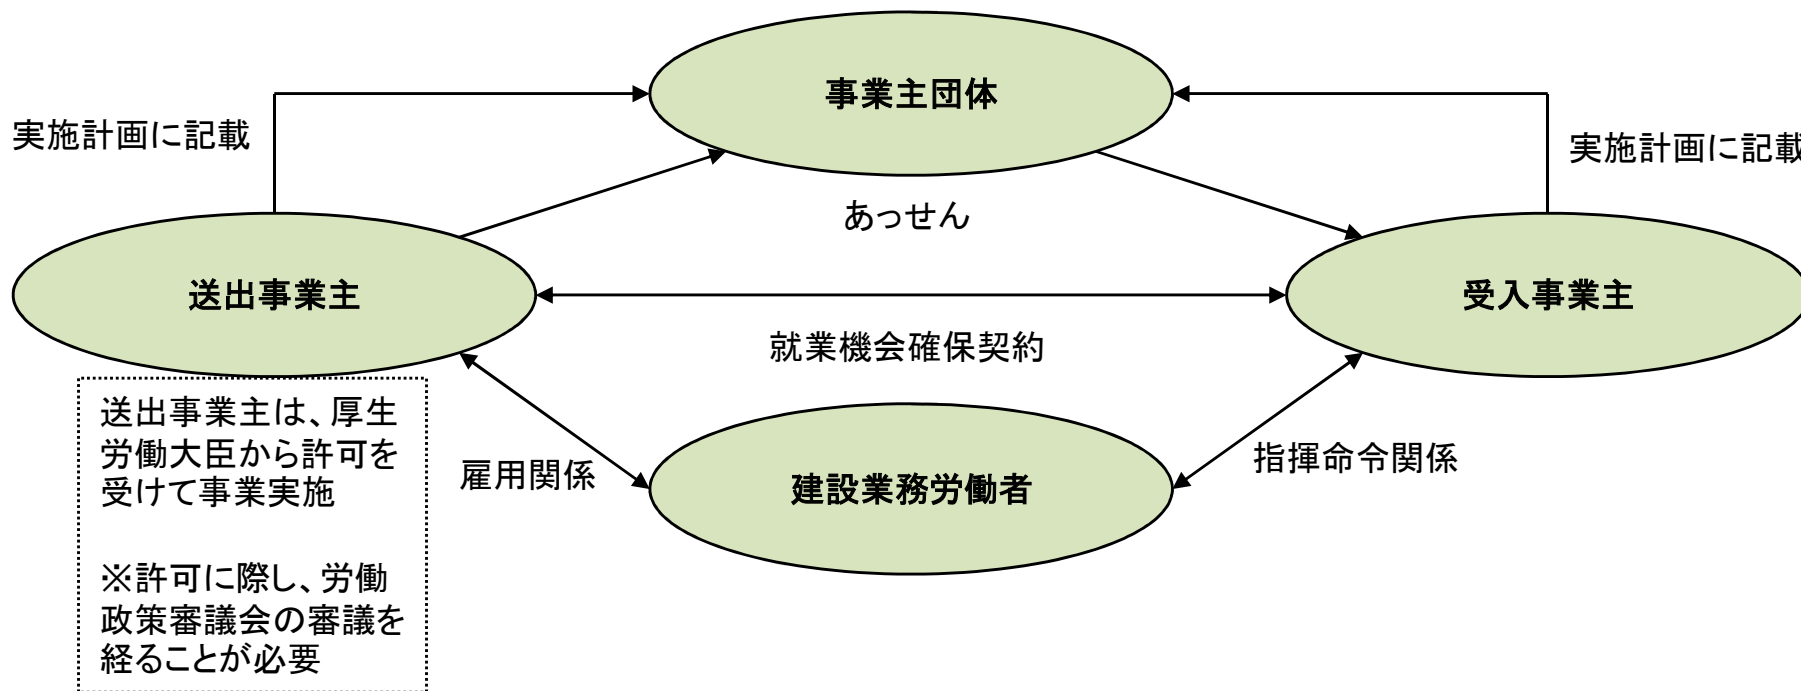 事業主団体
実施計画に記載
実施計画に記載
あっせん
送出事業主
受入事業主
就業機会確保契約
送出事業主は、厚生
労働大臣から許可を
受けて事業実施
※許可に際し、労働
政策審議会の審議を
経ることが必要
雇用関係
指揮命令関係
建設業務労働者